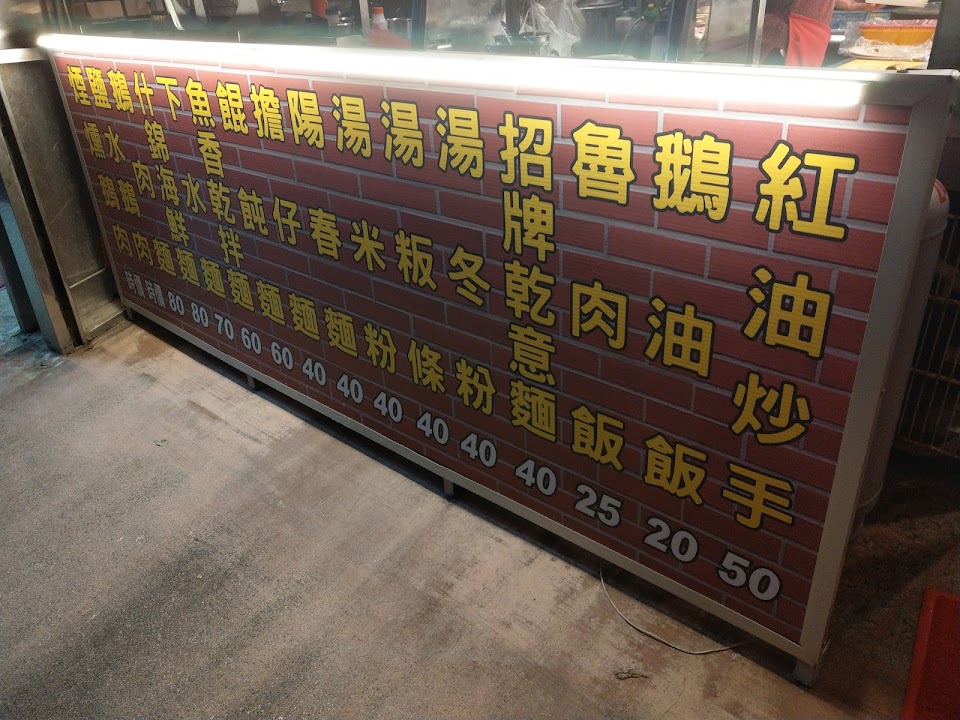 紅油炒手 50
鵝油飯 20
魯肉飯 25
招牌乾意麵 40
湯冬粉 40
湯粄條 40
湯米粉 40
陽春麵 40
擔仔麵 40
餛飩麵 60
魚香乾拌麵 60
下水麵 70
什錦海鮮麵 80
鵝肉麵 80
鹽水鵝肉 時價
煙燻鵝肉 時價